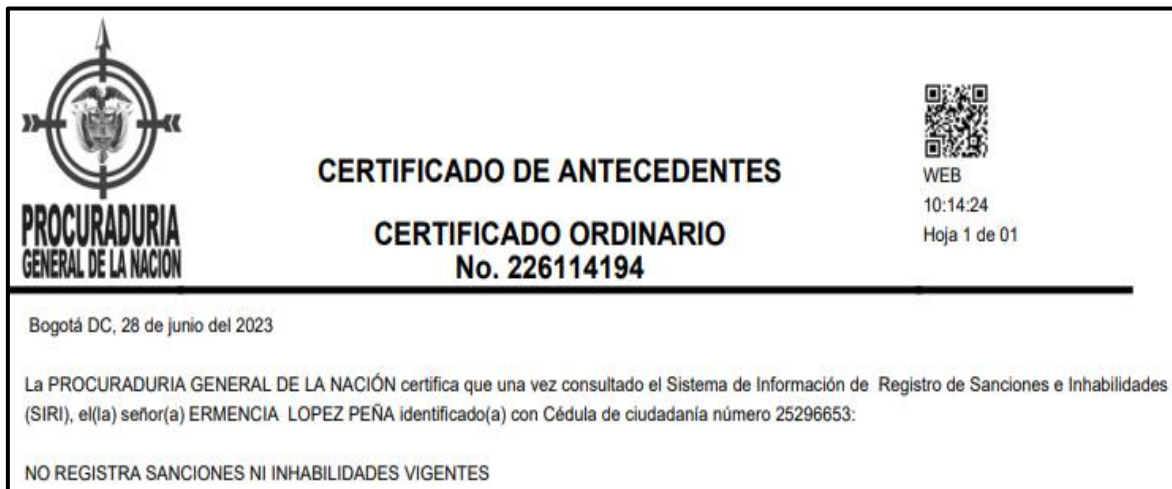 PROCURADURIA
GENERAL DE LA NACIÓN
CERTIFICADO DE ANTECEDENTES
CERTIFICADO ORDINARIO
No. 226114194
WEB
10:14:24
Hoja 1 de 01
Bogotá DC, 28 de junio del 2023
La PROCURADURIA GENERAL DE LA NACIÓN certifica que una vez consultado el Sistema de Información de Registro de Sanciones e Inhabilidades
(SIRI), el(la) señor(a) ERMENCIA LOPEZ PEÑA identificado(a) con Cédula de ciudadanía número 25296653:
NO REGISTRA SANCIONES NI INHABILIDADES VIGENTES